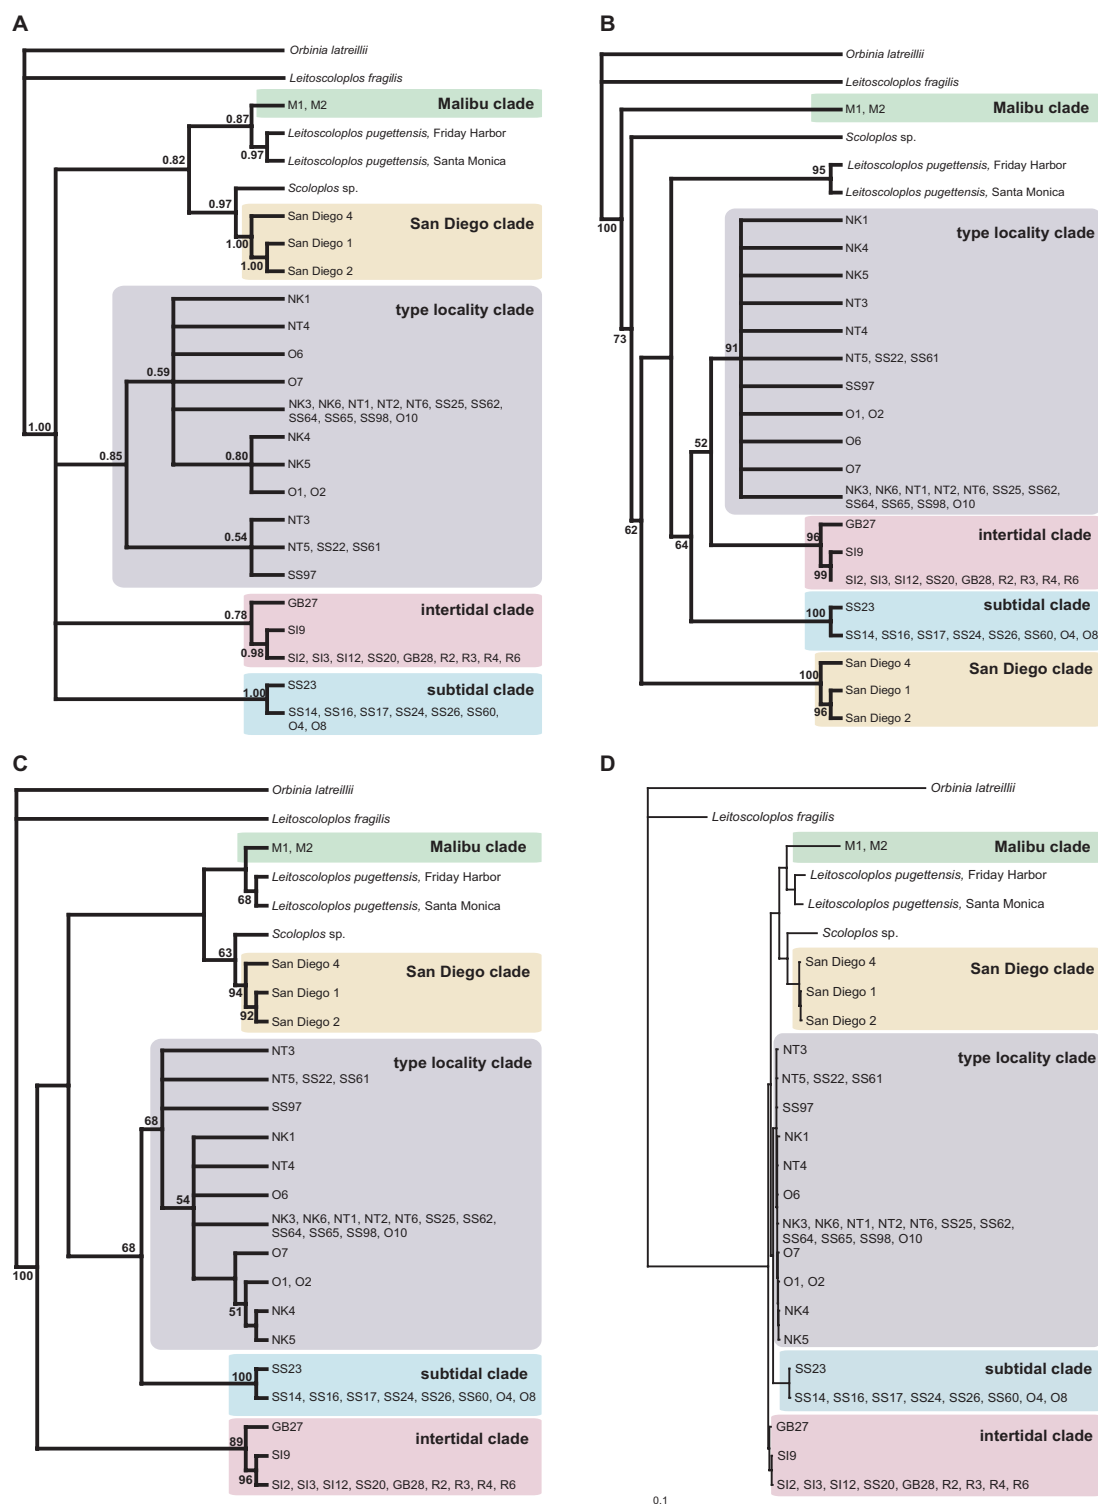 A
Orbinia latreillii
Leitoscoloplos fragilis
M1, M2
Malibu clade
0.87
Leitoscoloplos pugettensis, Friday Harbor
0.97
Leitoscoloplos pugettensis, Santa Monica
0.82
Scoloplos sp.
0.97
San Diego 4
San Diego clade
1.00
San Diego 1
1.00
San Diego 2
NK1
type locality clade
NT4
O6
0.59
O7
NK3, NK6, NT1, NT2, NT6, SS25, SS62,
SS64, SS65, SS98, O10
1.00
NK4
0.85
0.80
NK5
O1, O2
NT3
0.54
NT5, SS22, SS61
SS97
GB27
intertidal clade
0.78
SI9
0.98
SI2, SI3, SI12, SS20, GB28, R2, R3, R4, R6
SS23
subtidal clade
1.00
SS14, SS16, SS17, SS24, SS26, SS60,
O4, O8
B
Orbinia latreillii
Leitoscoloplos fragilis
M1, M2
Malibu clade
Scoloplos sp.
95
Leitoscoloplos pugettensis, Friday Harbor
Leitoscoloplos pugettensis, Santa Monica
100
NK1
type locality clade
NK4
NK5
NT3
NT4
73
91
NT5, SS22, SS61
SS97
O1, O2
O6
52
O7
NK3, NK6, NT1, NT2, NT6, SS25, SS62,
SS64, SS65, SS98, O10
62
GB27
intertidal clade
64
96
SI9
99
SI2, SI3, SI12, SS20, GB28, R2, R3, R4, R6
SS23
subtidal clade
100
SS14, SS16, SS17, SS24, SS26, SS60, O4, O8
San Diego 4
San Diego clade
100
San Diego 1
96
San Diego 2
C
Orbinia latreillii
Leitoscoloplos fragilis
M1, M2
Malibu clade
Leitoscoloplos pugettensis, Friday Harbor
68
Leitoscoloplos pugettensis, Santa Monica
Scoloplos sp.
63
San Diego 4
San Diego clade
94
San Diego 1
92
San Diego 2
NT3
type locality clade
NT5, SS22, SS61
SS97
68
NK1
NT4
54
O6
NK3, NK6, NT1, NT2, NT6, SS25, SS62,
SS64, SS65, SS98, O10
68
O7
100
O1, O2
51
NK4
NK5
SS23
subtidal clade
100
SS14, SS16, SS17, SS24, SS26, SS60, O4, O8
GB27
intertidal clade
89
SI9
96
SI2, SI3, SI12, SS20, GB28, R2, R3, R4, R6
D
Orbinia latreillii
Leitoscoloplos fragilis
M1, M2
Malibu clade
Leitoscoloplos pugettensis, Friday Harbor
Leitoscoloplos pugettensis, Santa Monica
Scoloplos sp.
San Diego 4
San Diego clade
San Diego 1
San Diego 2
NT3
type locality clade
NT5, SS22, SS61
SS97
NK1
NT4
O6
NK3, NK6, NT1, NT2, NT6, SS25, SS62,
SS64, SS65, SS98, O10
O7
O1, O2
NK4
NK5
SS23
subtidal clade
SS14, SS16, SS17, SS24, SS26, SS60, O4, O8
GB27
intertidal clade
SI9
SI2, SI3, SI12, SS20, GB28, R2, R3, R4, R6
0.1